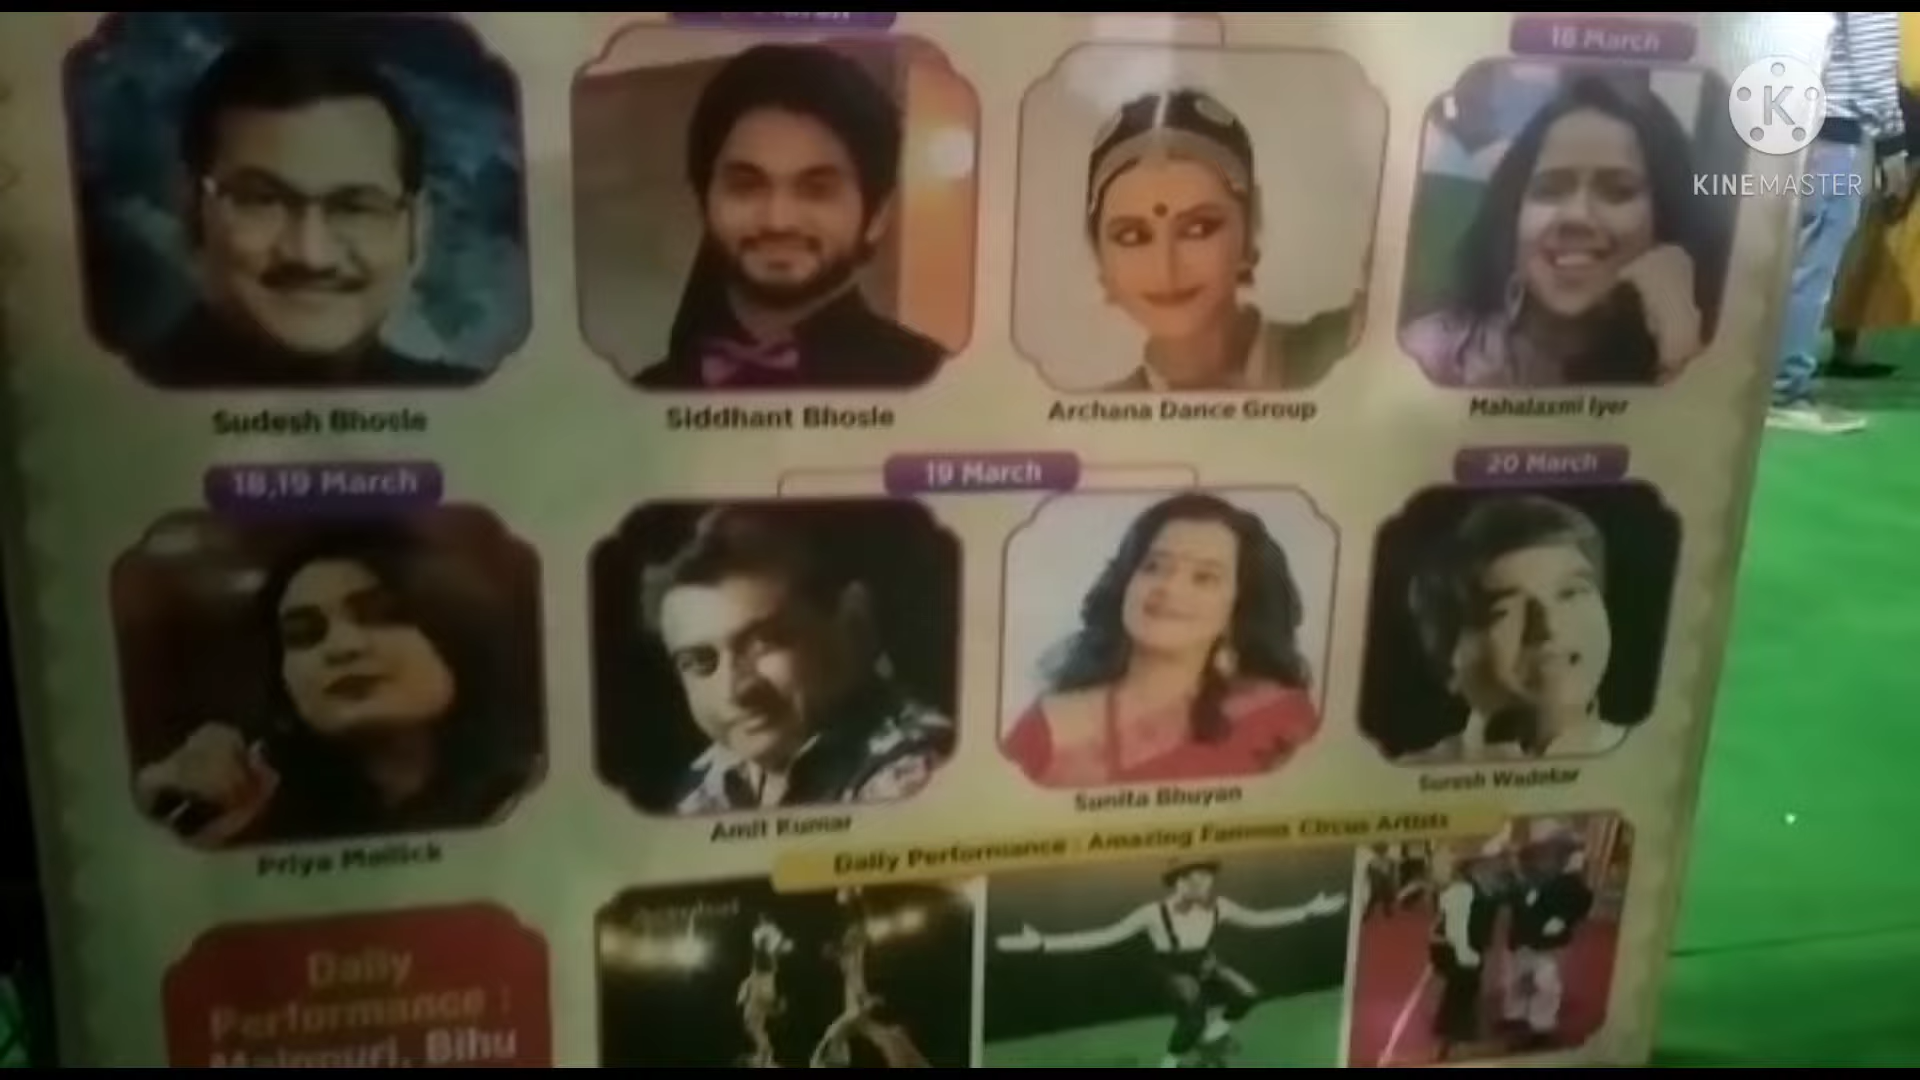 18 March
K
KINEMASTER
Sudesh Bhosle
Siddhant Bhosle
Archana Dance Group
Mahalaxmi Iyer
18,19 March
19 March
20 March
Priya Mallick
Amit Kumar
Sunita Bhuyan
Suresh Wadekar
Daily Performance : Amazing Famous Circus Artists
Daily
Performance :
Bihu